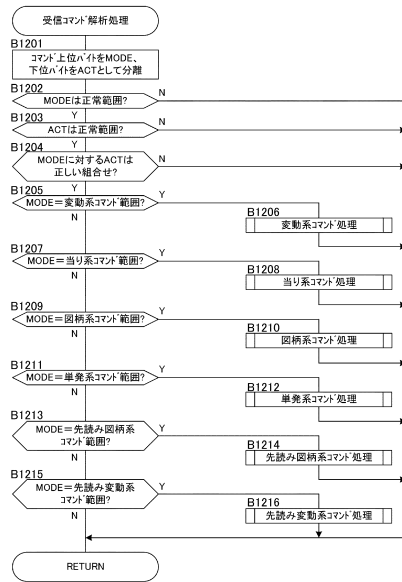 受信コマンド解析処理
B1201
コマンド上位バイトをMODE、
下位バイトをACTとして分離
B1202
MODEは正常範囲?
N
Y
B1203
ACTは正常範囲?
N
Y
B1204
MODEに対するACTは
正しい組合せ?
N
Y
B1205
MODE=変動系コマンド範囲?
Y
N
B1206
変動系コマンド処理
B1207
MODE=当り系コマンド範囲?
Y
N
B1208
当り系コマンド処理
B1209
MODE=図柄系コマンド範囲?
Y
N
B1210
図柄系コマンド処理
B1211
MODE=単発系コマンド範囲?
Y
N
B1212
単発系コマンド処理
B1213
MODE=先読み図柄系
コマンド範囲?
Y
N
B1214
先読み図柄系コマンド処理
B1215
MODE=先読み変動系
コマンド範囲?
Y
N
B1216
先読み変動系コマンド処理
RETURN